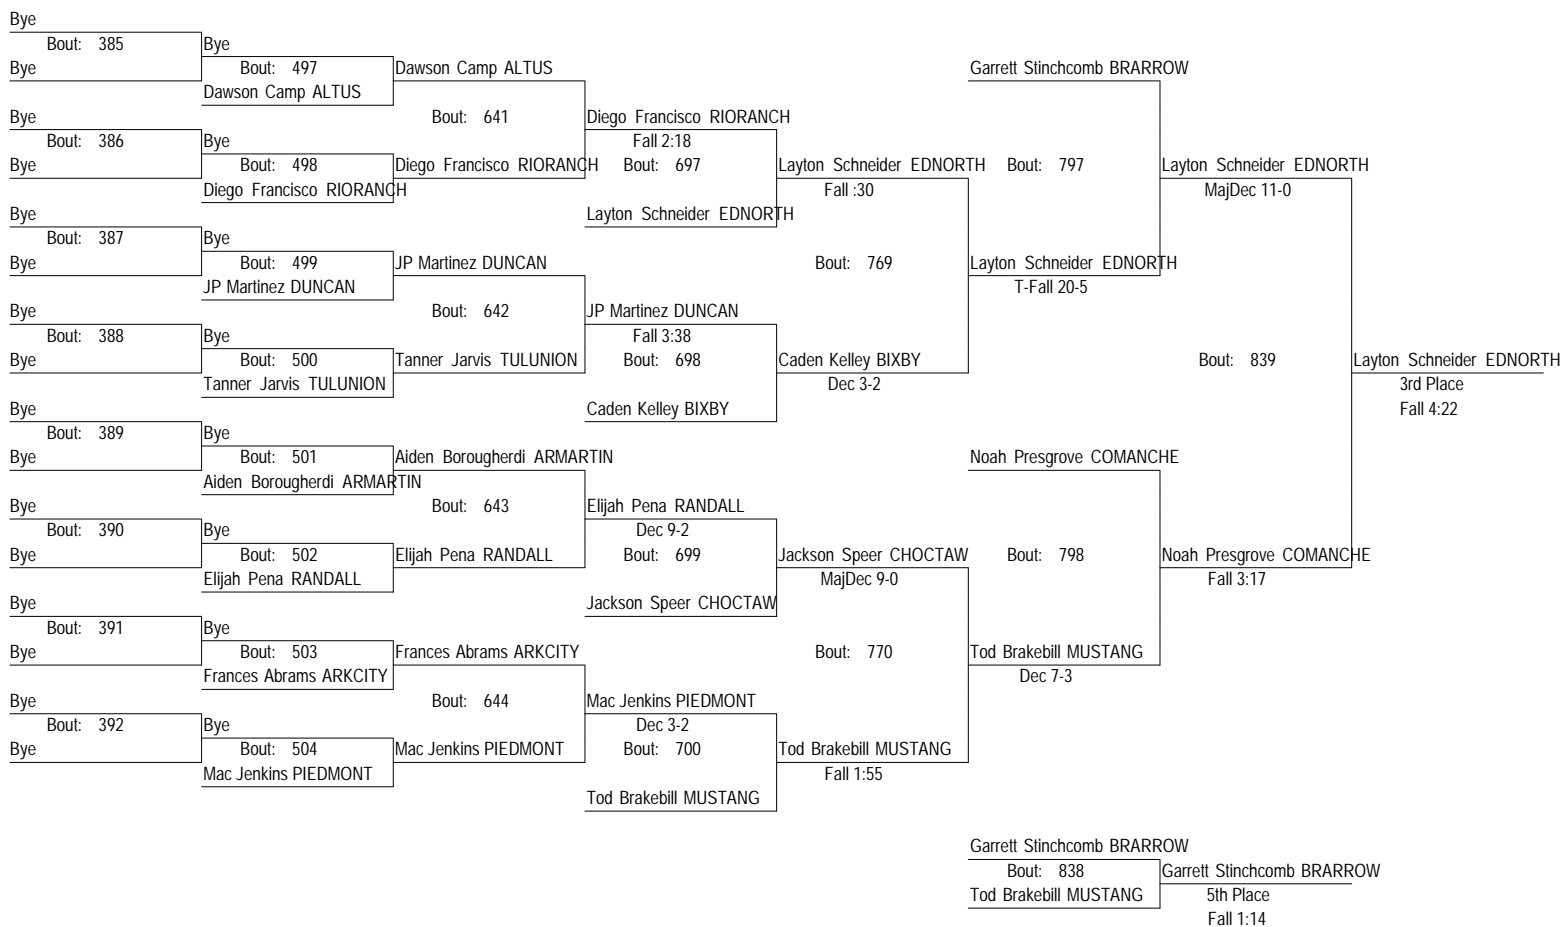 Bye
Bout: 385 Bye
Bye Bout: 497 Dawson Camp ALTUS Garrett Stinchcomb BRARROW
Dawson Camp ALTUS
Bye Bout: 641 Diego Francisco RIORANCH
Bout: 386 Bye Fall 2:18
Bye Bout: 498 Diego Francisco RIORANCH Bout: 697 Layton Schneider EDNORTH Bout: 797 Layton Schneider EDNORTH
Diego Francisco RIORANCH Fall :30 MajDec 11-0
Bye Layton Schneider EDNORTH
Bout: 387 Bye
Bye Bout: 499 JP Martinez DUNCAN Bout: 769 Layton Schneider EDNORTH
JP Martinez DUNCAN T-Fall 20-5
Bye Bout: 642 JP Martinez DUNCAN
Bout: 388 Bye Fall 3:38
Bye Bout: 500 Tanner Jarvis TULUNION Bout: 698 Caden Kelley BIXBY Bout: 839 Layton Schneider EDNORTH
Tanner Jarvis TULUNION Dec 3-2 3rd Place
Bye Caden Kelley BIXBY Fall 4:22
Bout: 389 Bye
Bye Bout: 501 Aiden Borougherdi ARMARTIN Noah Presgrove COMANCHE
Aiden Borougherdi ARMARTIN
Bye Bout: 643 Elijah Pena RANDALL
Bout: 390 Bye Dec 9-2
Bye Bout: 502 Elijah Pena RANDALL Bout: 699 Jackson Speer CHOCTAW Bout: 798 Noah Presgrove COMANCHE
Elijah Pena RANDALL MajDec 9-0 Fall 3:17
Bye Jackson Speer CHOCTAW
Bout: 391 Bye
Bye Bout: 503 Frances Abrams ARKCITY Bout: 770 Tod Brakebill MUSTANG
Frances Abrams ARKCITY Dec 7-3
Bye Bout: 644 Mac Jenkins PIEDMONT
Bout: 392 Bye Dec 3-2
Bye Bout: 504 Mac Jenkins PIEDMONT Bout: 700 Tod Brakebill MUSTANG
Mac Jenkins PIEDMONT Fall 1:55
Tod Brakebill MUSTANG
Garrett Stinchcomb BRARROW
Bout: 838 Garrett Stinchcomb BRARROW
Tod Brakebill MUSTANG 5th Place
Fall 1:14